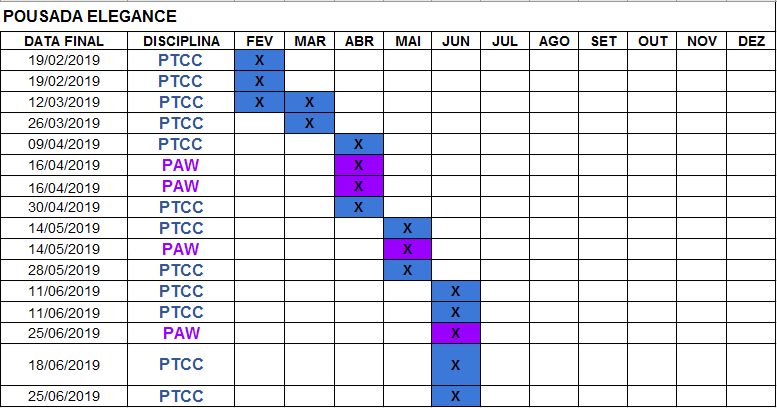 POUSADA ELEGANCE
DATA FINAL DISCIPLINA FEV MAR ABR MAI JUN JUL AGO SET OUT NOV DEZ
19/02/2019 PTCC X
19/02/2019 PTCC X
12/03/2019 PTCC X X
26/03/2019 PTCC X
09/04/2019 PTCC X
16/04/2019 PAW X
16/04/2019 PAW X
30/04/2019 PTCC X
14/05/2019 PTCC X
14/05/2019 PAW X
28/05/2019 PTCC X
11/06/2019 PTCC X
11/06/2019 PTCC X
25/06/2019 PAW X
18/06/2019 PTCC X
25/06/2019 PTCC X